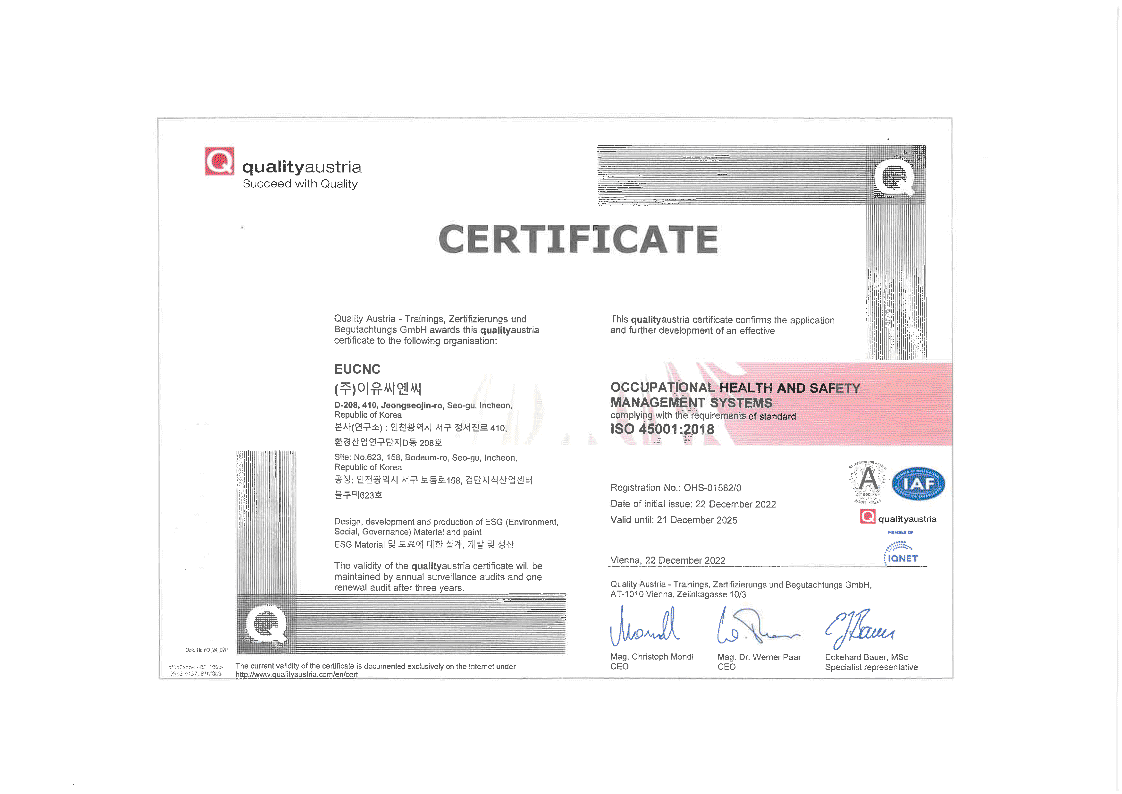 qualityaustria
Succeed with Quality
CERTIFICATE
Quality Austria - Trainings, Zertifizierungs und
Begutachtungs GmbH awards this qualityaustria
certificate to the following organisation:
EUCNC
(주)이유씨엔씨
D-208, 410, Jeongseojin-ro, Seo-gu, Incheon,
Republic of Korea
본사(연구소) : 인천광역시 서구 정서진로 410,
환경산업연구단지D동 208호
Site: No.623, 158, Bodeum-ro, Seo-gu, Incheon,
Republic of Korea
공장: 인천광역시 서구 보듬로158, 검단지식산업센터
블루텍623호
Design, development and production of ESG (Environment,
Social, Governance) Material and paint
ESG Material 및 도료에 대한 설계, 개발 및 생산
The validity of the qualityaustria certificate will be
maintained by annual surveillance audits and one
renewal audit after three years.
This qualityaustria certificate confirms the application
and further development of an effective
OCCUPATIONAL HEALTH AND SAFETY
MANAGEMENT SYSTEMS
complying with the requirements of standard
ISO 45001:2018
Registration No.: OHS-01562/0
Date of initial issue: 22 December 2022
Valid until: 21 December 2025
IAF
qualityaustria
MEMBER OF
IQNET
Vienna, 22 December 2022
Quality Austria - Trainings, Zertifizierungs und Begutachtungs GmbH,
AT-1010 Vienna, Zelinkagasse 10/3
Mag. Christoph Mondl
CEO
Mag. Dr. Werner Paar
CEO
Eckehard Bauer, MSc
Specialist representative
The current validity of the certificate is documented exclusively on the Internet under
http://www.qualityaustria.com/en/cert